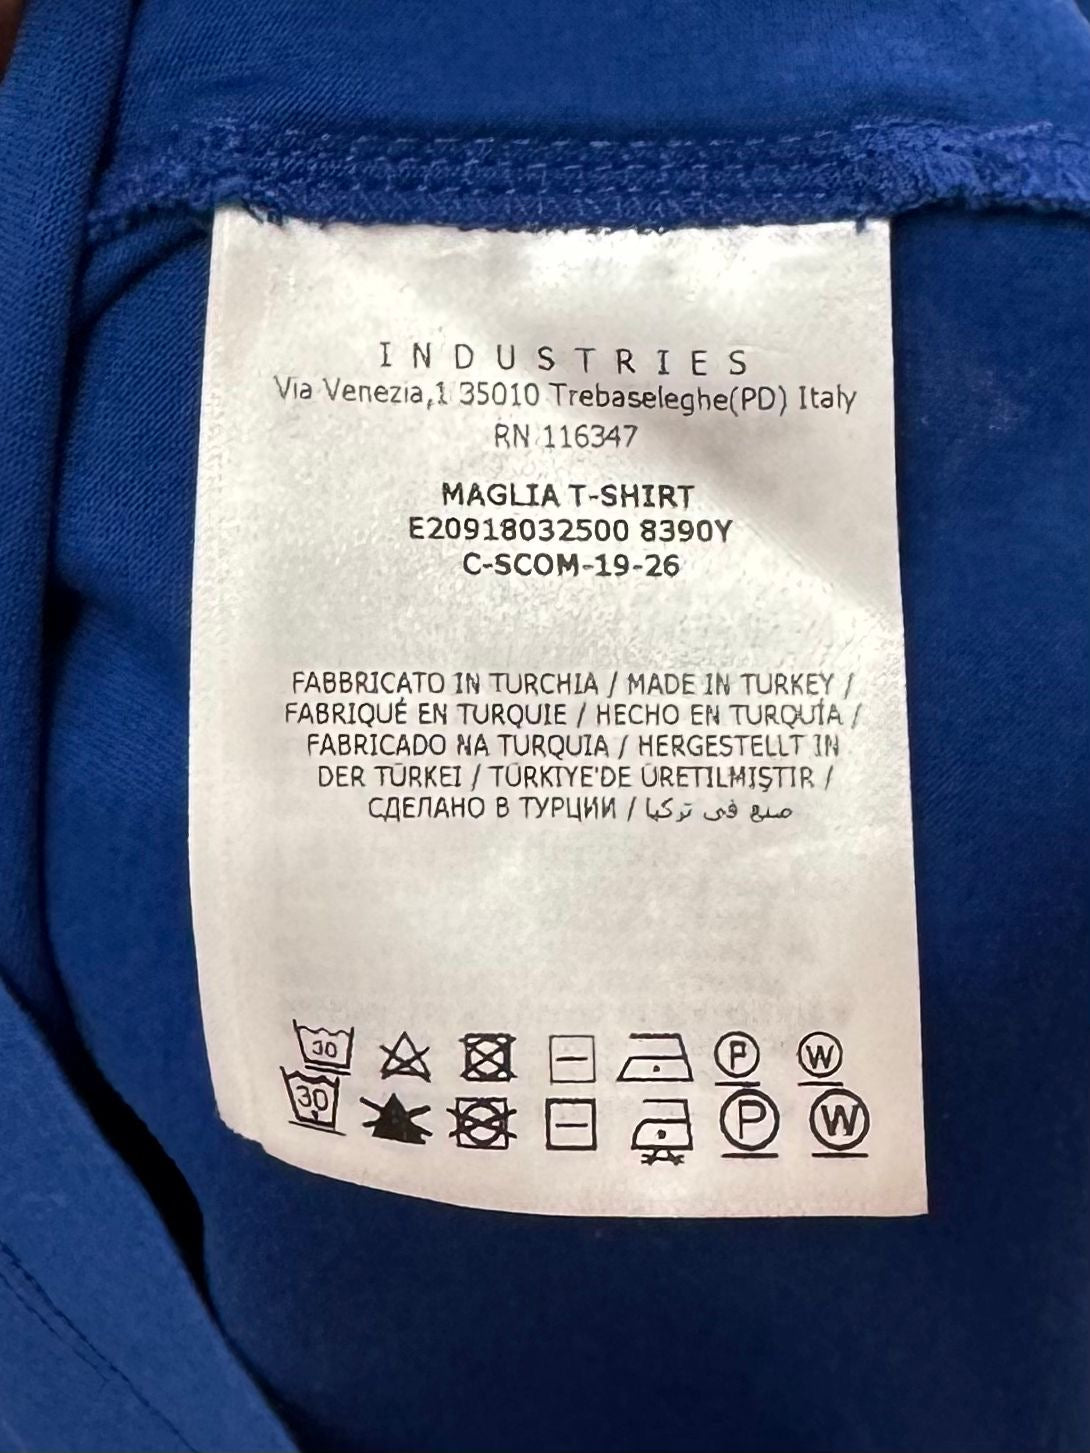 INDUSTRIES
Via Venezia,1 35010 Trebaseleghe(PD) Italy
RN 116347
MAGLIA T-SHIRT
E20918032500 8390Y
C-SCOM-19-26
FABBRICATO IN TURCHIA / MADE IN TURKEY /
FABRIQUÉ EN TURQUIE / HECHO EN TURQUÍA /
FABRICADO NA TURQUIA / HERGESTELLT IN
DER TÜRKEI / TÜRKIYE'DE ÜRETILMIŞTIR /
СДЕЛАНО В ТУРЦИИ / صنع في تركيا
30 P W
30 P W